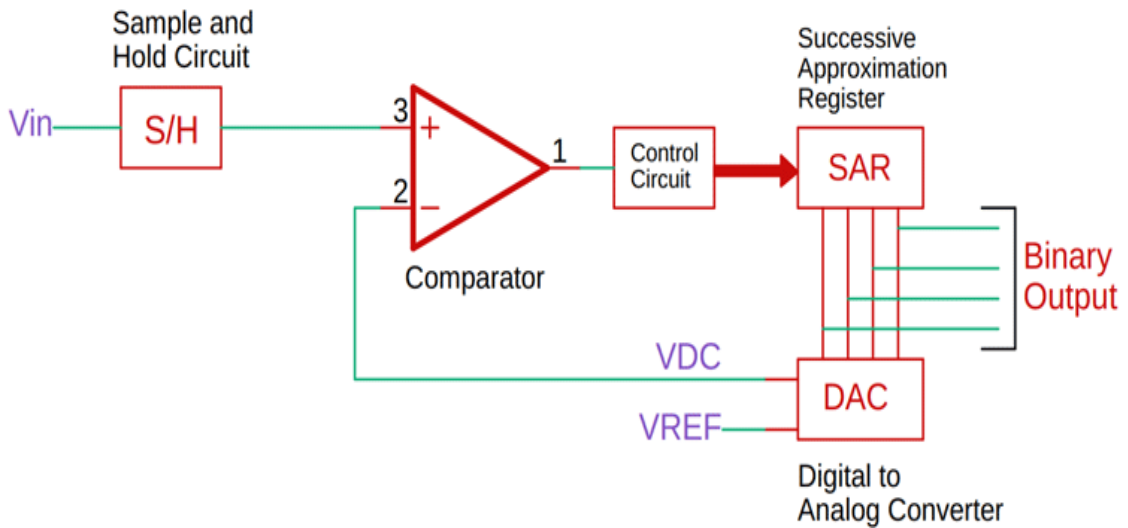 Sample and
Hold Circuit
Successive
Approximation
Register
Vin
S/H
3
+
1
Control
Circuit
SAR
2
−
Comparator
Binary
Output
VDC
DAC
VREF
Digital to
Analog Converter